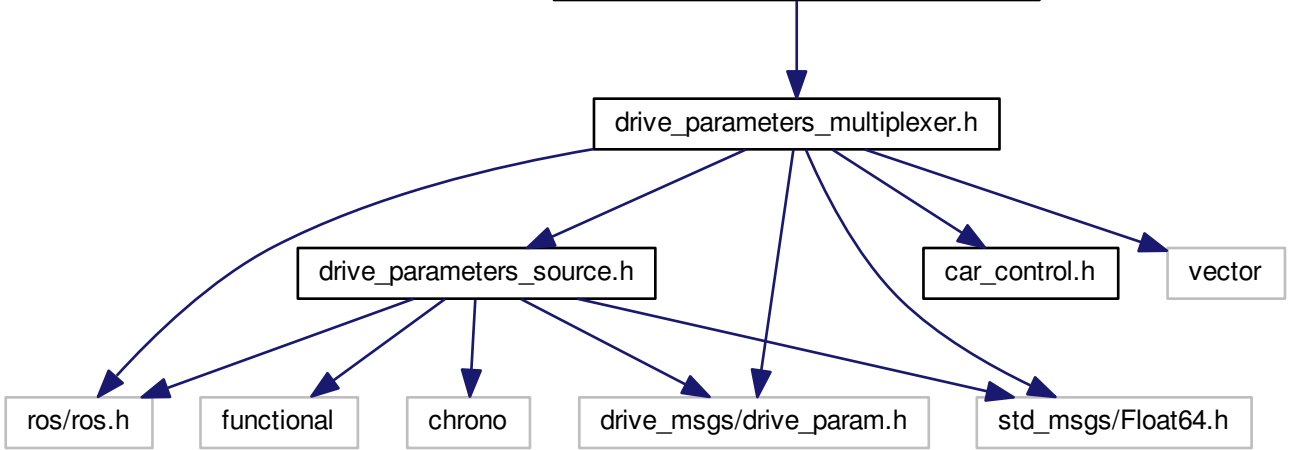 drive_parameters_multiplexer.h
drive_parameters_source.h
car_control.h
vector
ros/ros.h
functional
chrono
drive_msgs/drive_param.h
std_msgs/Float64.h